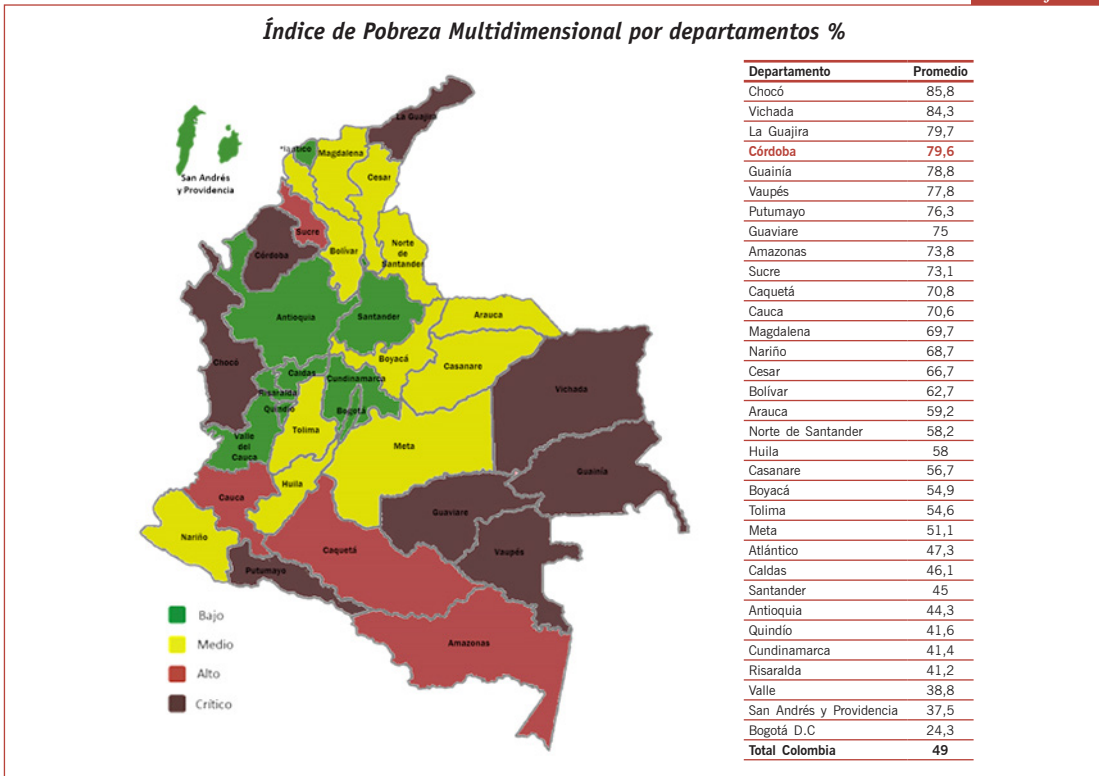 Índice de Pobreza Multidimensional por departamentos %
Departamento Promedio
Chocó 85,8
Vichada 84,3
La Guajira 79,7
Córdoba 79,6
Guainía 78,8
Vaupés 77,8
Putumayo 76,3
Guaviare 75
Amazonas 73,8
Sucre 73,1
Caquetá 70,8
Cauca 70,6
Magdalena 69,7
Nariño 68,7
Cesar 66,7
Bolívar 62,7
Arauca 59,2
Norte de Santander 58,2
Huila 58
Casanare 56,7
Boyacá 54,9
Tolima 54,6
Meta 51,1
Atlántico 47,3
Caldas 46,1
Santander 45
Antioquia 44,3
Quindío 41,6
Cundinamarca 41,4
Risaralda 41,2
Valle 38,8
San Andrés y Providencia 37,5
Bogotá D.C 24,3
Total Colombia 49
La Guajira
Magdalena
Cesar
San Andrés
y Providencia
Sucre
Córdoba
Bolívar
Norte
de
Santander
Antioquia
Santander
Arauca
Boyacá
Casanare
Chocó
Caldas
Cundinamarca
Risaralda
Quindío
Bogotá
Vichada
Tolima
Valle
del
Cauca
Meta
Guainía
Huila
Cauca
Guaviare
Nariño
Caquetá
Vaupés
Putumayo
Amazonas
Bajo
Medio
Alto
Crítico